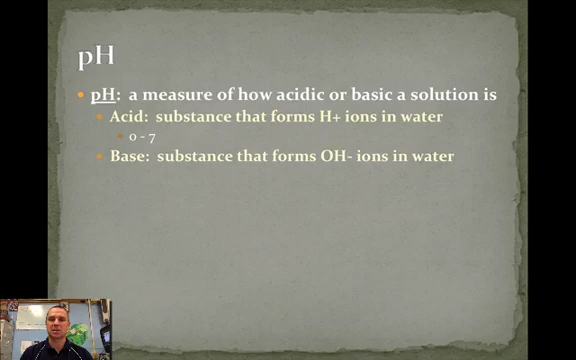 pH
pH: a measure of how acidic or basic a solution is
Acid: substance that forms H+ ions in water
0 - 7
Base: substance that forms OH- ions in water